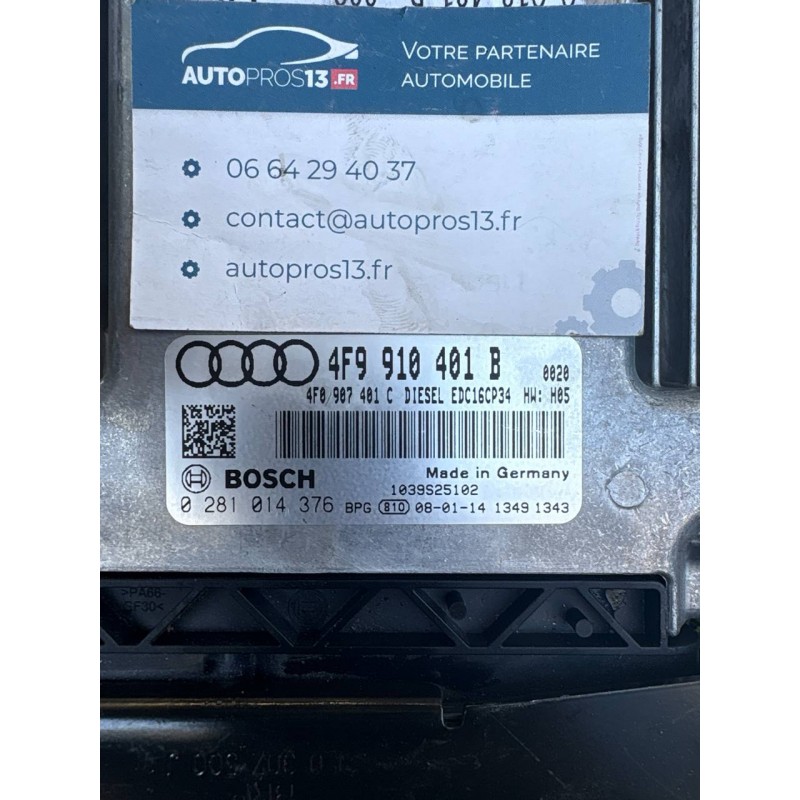 AUTOPROS13.FR
VOTRE PARTENAIRE
AUTOMOBILE
06 64 29 40 37
contact@autopros13.fr
autopros13.fr
4F9 910 401 B 0020
4F0 907 401 C DIESEL EDC16CP34 HW: H05
BOSCH Made in Germany
1039S25102
0 281 014 376 BPG 810 08-01-14 1349 1343
>PA66-